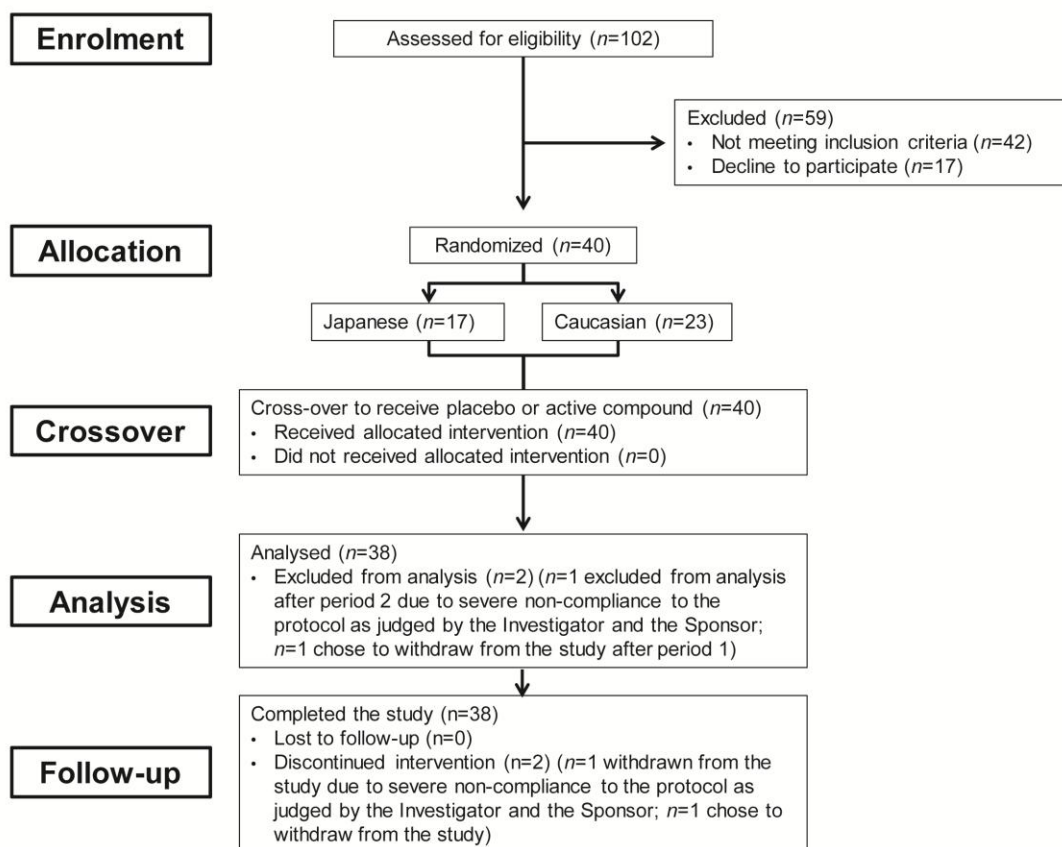 Enrolment
Assessed for eligibility (n=102)
Excluded (n=59)
• Not meeting inclusion criteria (n=42)
• Decline to participate (n=17)
Allocation
Randomized (n=40)
Japanese (n=17)
Caucasian (n=23)
Crossover
Cross-over to receive placebo or active compound (n=40)
• Received allocated intervention (n=40)
• Did not received allocated intervention (n=0)
Analysis
Analysed (n=38)
• Excluded from analysis (n=2) (n=1 excluded from analysis
after period 2 due to severe non-compliance to the
protocol as judged by the Investigator and the Sponsor;
n=1 chose to withdraw from the study after period 1)
Follow-up
Completed the study (n=38)
• Lost to follow-up (n=0)
• Discontinued intervention (n=2) (n=1 withdrawn from the
study due to severe non-compliance to the protocol as
judged by the Investigator and the Sponsor; n=1 chose to
withdraw from the study)